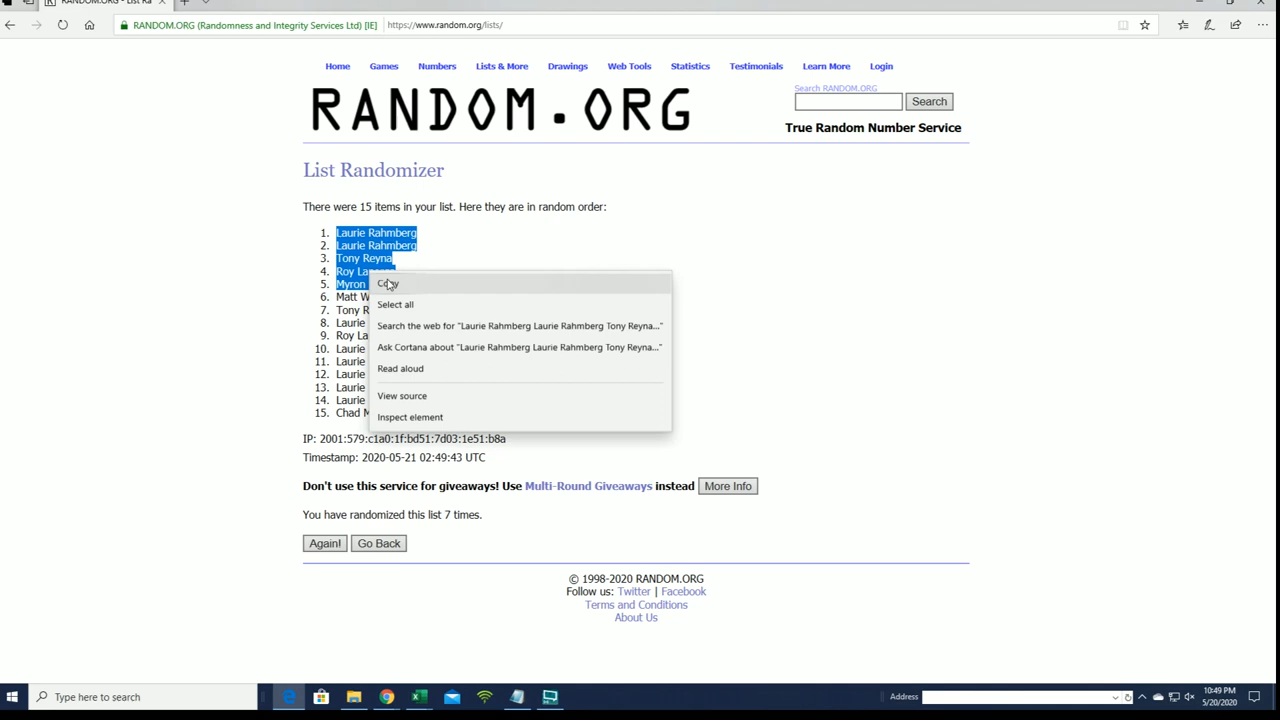 RANDOM.ORG - List Ra
RANDOM.ORG (Randomness and Integrity Services Ltd) [IE]
https://www.random.org/lists/
Home Games Numbers Lists & More Drawings Web Tools Statistics Testimonials Learn More Login
RANDOM.ORG
Search RANDOM.ORG
Search
True Random Number Service
List Randomizer
There were 15 items in your list. Here they are in random order:
1. Laurie Rahmberg
2. Laurie Rahmberg
3. Tony Reyna
4. Roy
5. Myron
6. Matt
7. Tony
8. Laurie
9. Roy
10. Laurie
11. Laurie
12. Laurie
13. Laurie
14. Laurie
15. Chad
Copy
Select all
Search the web for "Laurie Rahmberg Laurie Rahmberg Tony Reyna..."
Ask Cortana about "Laurie Rahmberg Laurie Rahmberg Tony Reyna..."
Read aloud
View source
Inspect element
IP: 2001:579:c1a0:1f:bd51:7d03:1e51:b8a
Timestamp: 2020-05-21 02:49:43 UTC
Don't use this service for giveaways! Use Multi-Round Giveaways instead More Info
You have randomized this list 7 times.
Again! Go Back
© 1998-2020 RANDOM.ORG
Follow us: Twitter | Facebook
Terms and Conditions
About Us
Type here to search
Address
10:49 PM
5/20/2020